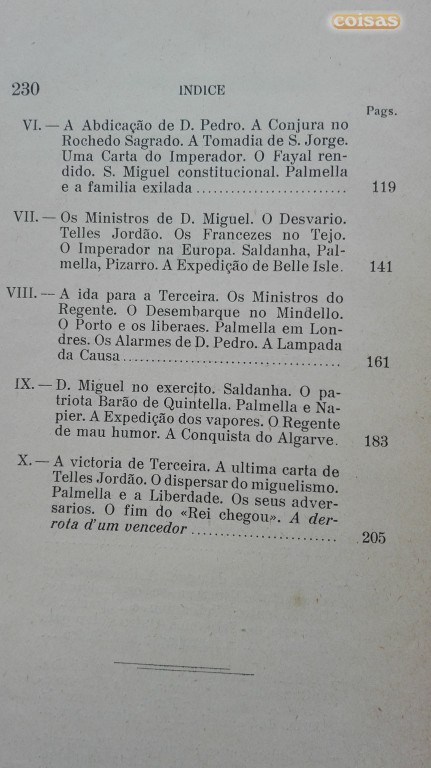 coisas
230 INDICE
Pags.
VI. — A Abdicação de D. Pedro. A Conjura no
Rochedo Sagrado. A Tomadia de S. Jorge.
Uma Carta do Imperador. O Fayal ren-
dido. S. Miguel constitucional. Palmella
e a familia exilada .......................... 119
VII. — Os Ministros de D. Miguel. O Desvario.
Telles Jordão. Os Francezes no Tejo.
O Imperador na Europa. Saldanha, Pal-
mella, Pizarro. A Expedição de Belle Isle. 141
VIII. — A ida para a Terceira. Os Ministros do
Regente. O Desembarque no Mindello.
O Porto e os liberaes. Palmella em Lon-
dres. Os Alarmes de D. Pedro. A Lampada
da Causa ..................................... 161
IX. — D. Miguel no exercito. Saldanha. O pa-
triota Barão de Quintella. Palmella e Na-
pier. A Expedição dos vapores. O Regente
de mau humor. A Conquista do Algarve. 183
X. — A victoria de Terceira. A ultima carta de
Telles Jordão. O dispersar do miguelismo.
Palmella e a Liberdade. Os seus adver-
sarios. O fim do «Rei chegou». A der-
rota d'um vencedor ......................... 205